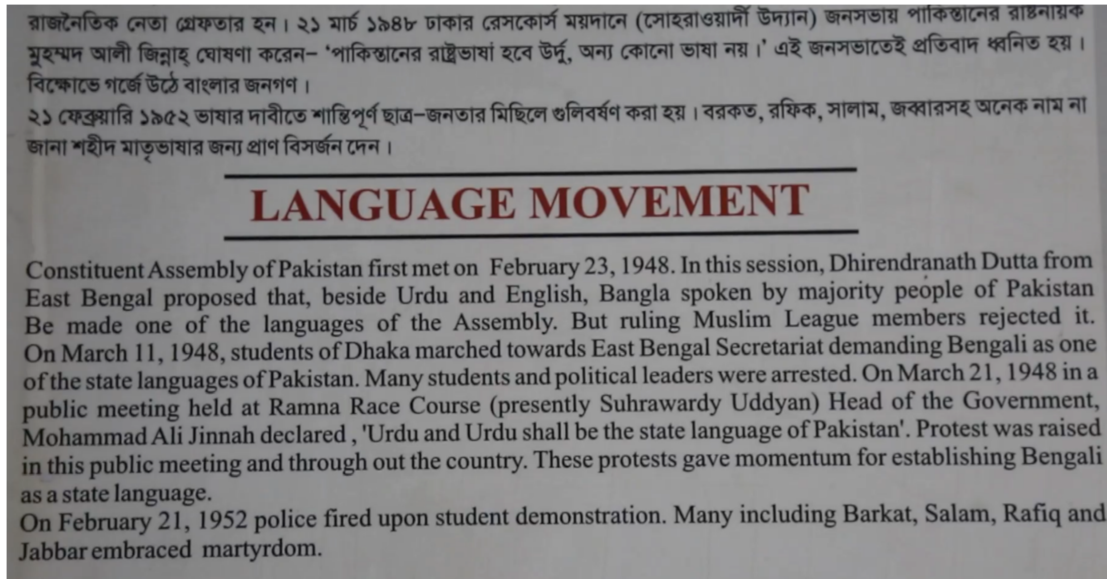 রাজনৈতিক নেতা গ্রেফতার হন। ২১ মার্চ ১৯৪৮ ঢাকার রেসকোর্স ময়দানে (সোহরাওয়ার্দী উদ্যান) জনসভায় পাকিস্তানের রাষ্ট্রনায়ক
মুহম্মদ আলী জিন্নাহ্ ঘোষণা করেন– 'পাকিস্তানের রাষ্ট্রভাষা হবে উর্দু, অন্য কোনো ভাষা নয়।' এই জনসভাতেই প্রতিবাদ ধ্বনিত হয়।
বিক্ষোভে গর্জে উঠে বাংলার জনগণ।
২১ ফেব্রুয়ারি ১৯৫২ ভাষার দাবীতে শান্তিপূর্ণ ছাত্র–জনতার মিছিলে গুলিবর্ষণ করা হয়। বরকত, রফিক, সালাম, জব্বারসহ অনেক নাম না
জানা শহীদ মাতৃভাষার জন্য প্রাণ বিসর্জন দেন।
LANGUAGE MOVEMENT
Constituent Assembly of Pakistan first met on February 23, 1948. In this session, Dhirendranath Dutta from
East Bengal proposed that, beside Urdu and English, Bangla spoken by majority people of Pakistan
Be made one of the languages of the Assembly. But ruling Muslim League members rejected it.
On March 11, 1948, students of Dhaka marched towards East Bengal Secretariat demanding Bengali as one
of the state languages of Pakistan. Many students and political leaders were arrested. On March 21, 1948 in a
public meeting held at Ramna Race Course (presently Suhrawardy Uddyan) Head of the Government,
Mohammad Ali Jinnah declared , 'Urdu and Urdu shall be the state language of Pakistan'. Protest was raised
in this public meeting and through out the country. These protests gave momentum for establishing Bengali
as a state language.
On February 21, 1952 police fired upon student demonstration. Many including Barkat, Salam, Rafiq and
Jabbar embraced martyrdom.